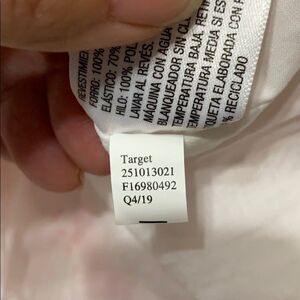 FORRO: 100%
ELÁSTICO: 70%
HILO: 100% POL
LAVAR AL REVÉS.
MÁQUINA CON AGUA
BLANQUEADOR SIN CL
TEMPERATURA BAJA. RETI
TEMPERATURA MEDIA SI ES
ETIQUETA ELABORADA CON
% RECICLADO
Target
251013021
F16980492
Q4/19